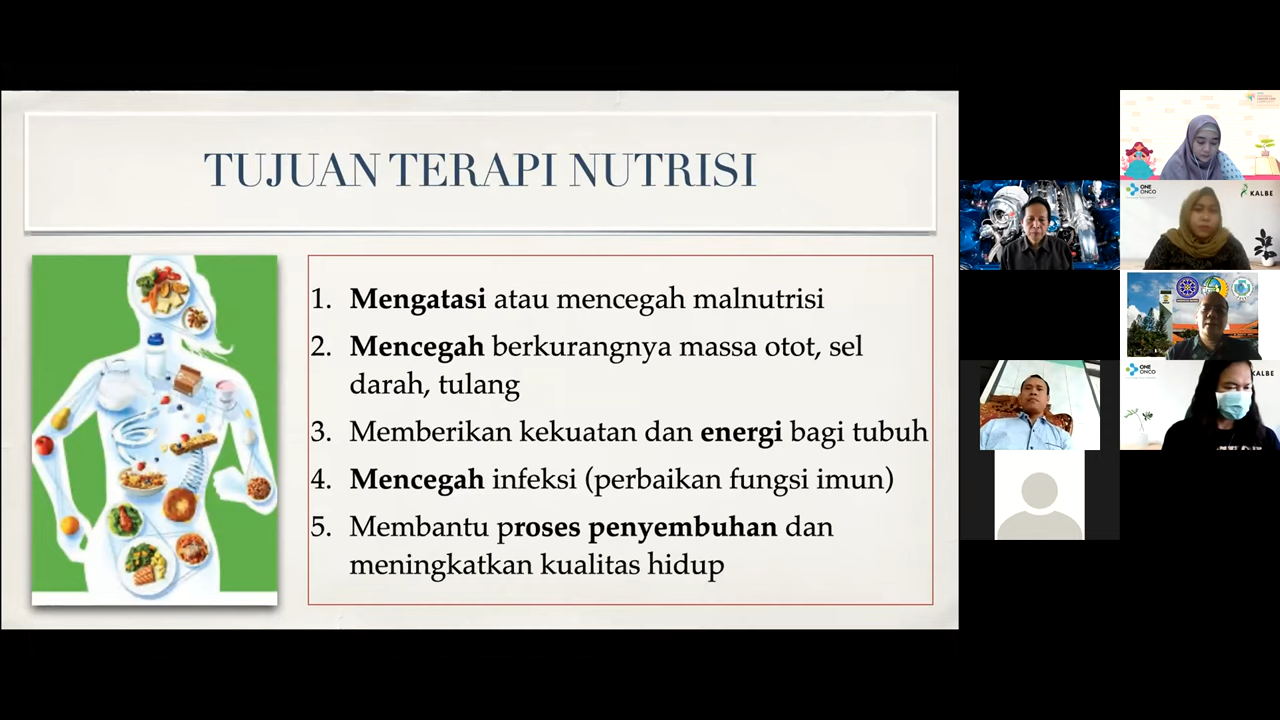 TUJUAN TERAPI NUTRISI
1. Mengatasi atau mencegah malnutrisi
2. Mencegah berkurangnya massa otot, sel
darah, tulang
3. Memberikan kekuatan dan energi bagi tubuh
4. Mencegah infeksi (perbaikan fungsi imun)
5. Membantu proses penyembuhan dan
meningkatkan kualitas hidup
ONE
ONCO
KALBE
ONE
ONCO
KALBE